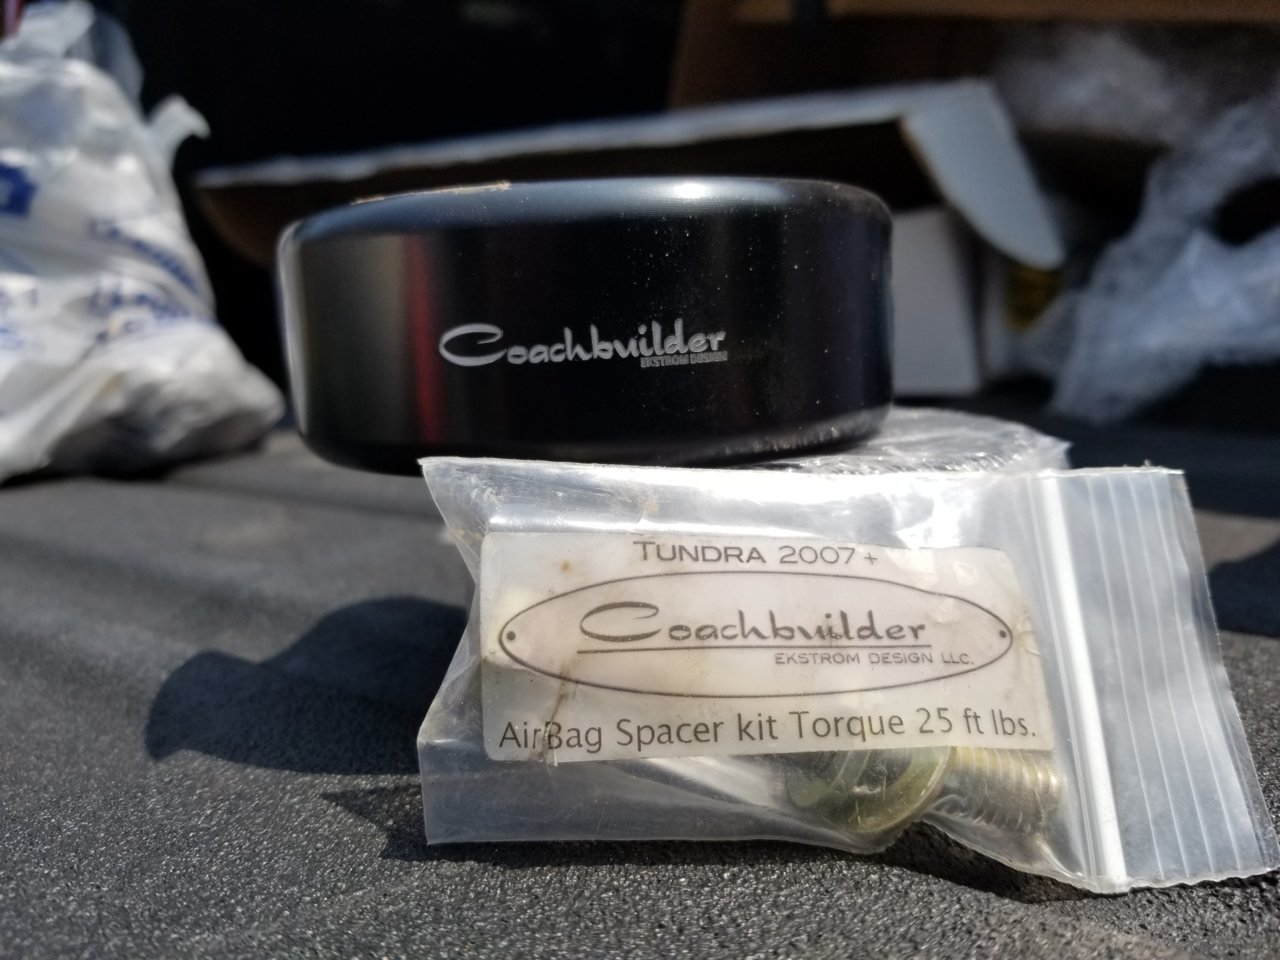 Coachbuilder
EKSTROM DESIGN
TUNDRA 2007+
Coachbuilder
EKSTROM DESIGN LLC.
AirBag Spacer kit Torque 25 ft lbs.